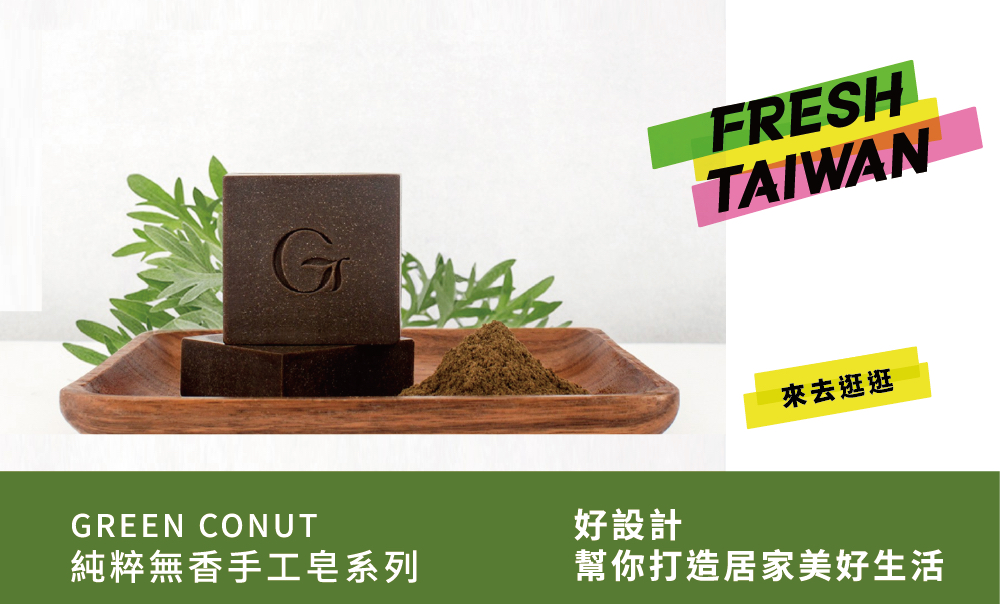 FRESH
TAIWAN
G
來去逛逛
GREEN CONUT
純粹無香手工皂系列
好設計
幫你打造居家美好生活